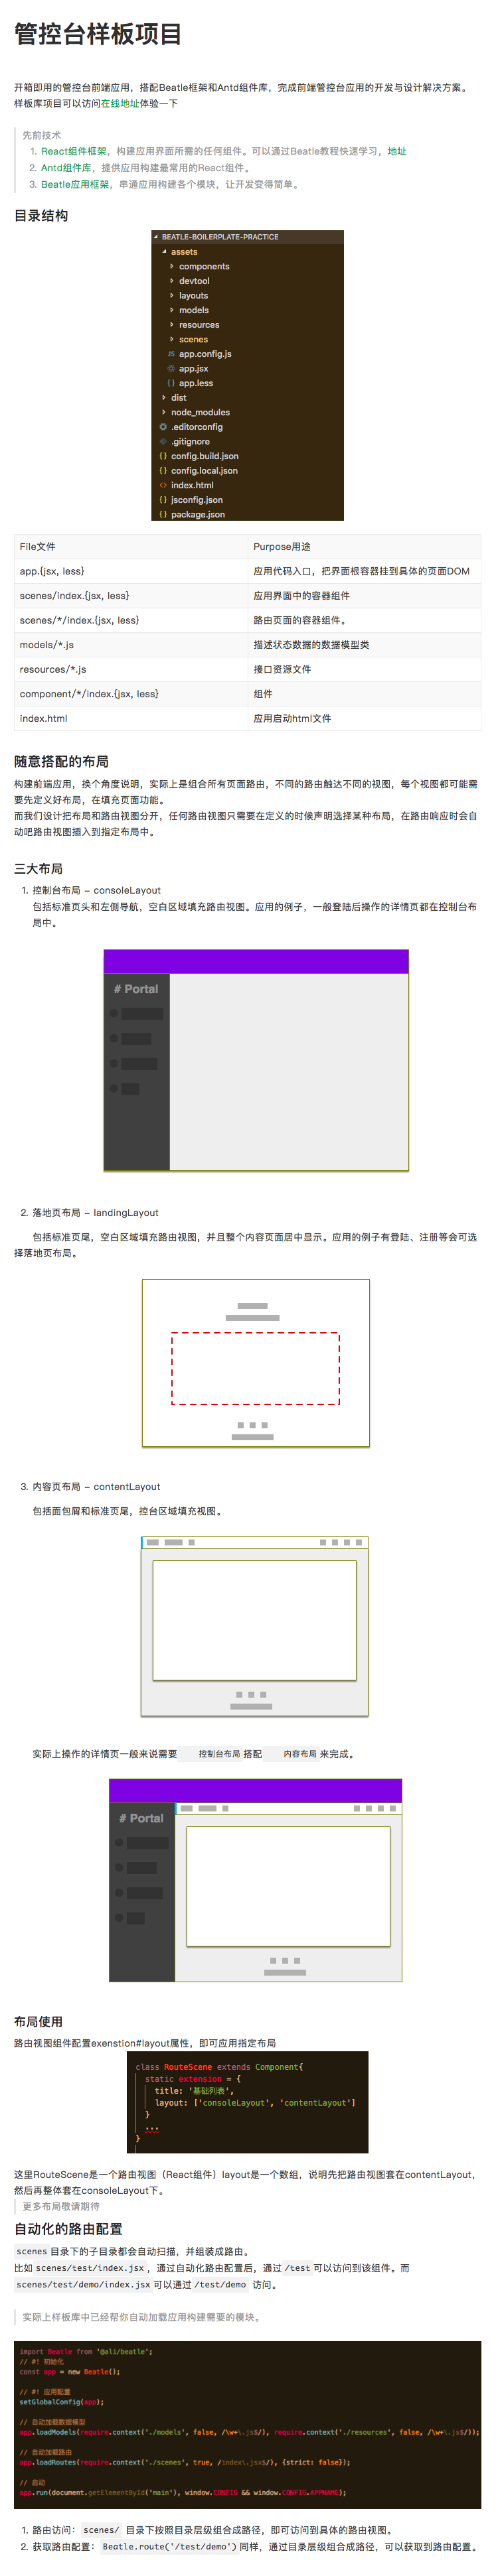 管控台样板项目
开箱即用的管控台前端应用，搭配Beatle框架和Antd组件库，完成前端管控台应用的开发与设计解决方案。
样板库项目可以访问在线地址体验一下
先前技术
1. React组件框架，构建应用界面所需的任何组件。可以通过Beatle教程快速学习，地址
2. Antd组件库，提供应用构建最常用的React组件。
3. Beatle应用框架，串通应用构建各个模块，让开发变得简单。
目录结构
BEATLE-BOILERPLATE-PRACTICE
assets
components
devtool
layouts
models
resources
scenes
JS app.config.js
app.jsx
{} app.less
dist
node_modules
.editorconfig
.gitignore
{} config.build.json
{} config.local.json
<> index.html
{} jsconfig.json
{} package.json
File文件 Purpose用途
app.{jsx, less} 应用代码入口，把界面根容器挂到具体的页面DOM
scenes/index.{jsx, less} 应用界面中的容器组件
scenes/*/index.{jsx, less} 路由页面的容器组件。
models/*.js 描述状态数据的数据模型类
resources/*.js 接口资源文件
component/*/index.{jsx, less} 组件
index.html 应用启动html文件
随意搭配的布局
构建前端应用，换个角度说明，实际上是组合所有页面路由，不同的路由触达不同的视图，每个视图都可能需
要先定义好布局，在填充页面功能。
而我们设计把布局和路由视图分开，任何路由视图只需要在定义的时候声明选择某种布局，在路由响应时会自
动吧路由视图插入到指定布局中。
三大布局
1. 控制台布局 - consoleLayout
包括标准页头和左侧导航，空白区域填充路由视图。应用的例子，一般登陆后操作的详情页都在控制台布
局中。
# Portal
2. 落地页布局 - landingLayout
包括标准页尾，空白区域填充路由视图，并且整个内容页面居中显示。应用的例子有登陆、注册等会可选
择落地页布局。
3. 内容页布局 - contentLayout
包括面包屑和标准页尾，控台区域填充视图。
实际上操作的详情页一般来说需要 控制台布局 搭配 内容布局 来完成。
# Portal
布局使用
路由视图组件配置exenstion#layout属性，即可应用指定布局
class RouteScene extends Component{
static extension = {
title: '基础列表',
layout: ['consoleLayout', 'contentLayout']
}
...
}
这里RouteScene是一个路由视图（React组件）layout是一个数组，说明先把路由视图套在contentLayout，
然后再整体套在consoleLayout下。
更多布局敬请期待
自动化的路由配置
scenes 目录下的子目录都会自动扫描，并组装成路由。
比如 scenes/test/index.jsx ，通过自动化路由配置后，通过 /test 可以访问到该组件。而
scenes/test/demo/index.jsx 可以通过 /test/demo 访问。
实际上样板库中已经帮你自动加载应用构建需要的模块。
import Beatle from '@ali/beatle';
// #! 初始化
const app = new Beatle();
// #! 应用配置
setGlobalConfig(app);
// 自动加载数据模型
app.loadModels(require.context('./models', false, /\w+\.js$/), require.context('./resources', false, /\w+\.js$/));
// 自动加载路由
app.loadRoutes(require.context('./scenes', true, /index\.jsx$/), {strict: false});
// 启动
app.run(document.getElementById('main'), window.CONFIG && window.CONFIG.APPNAME);
1. 路由访问： scenes/ 目录下按照目录层级组合成路径，即可访问到具体的路由视图。
2. 获取路由配置： Beatle.route('/test/demo') 同样，通过目录层级组合成路径，可以获取到路由配置。